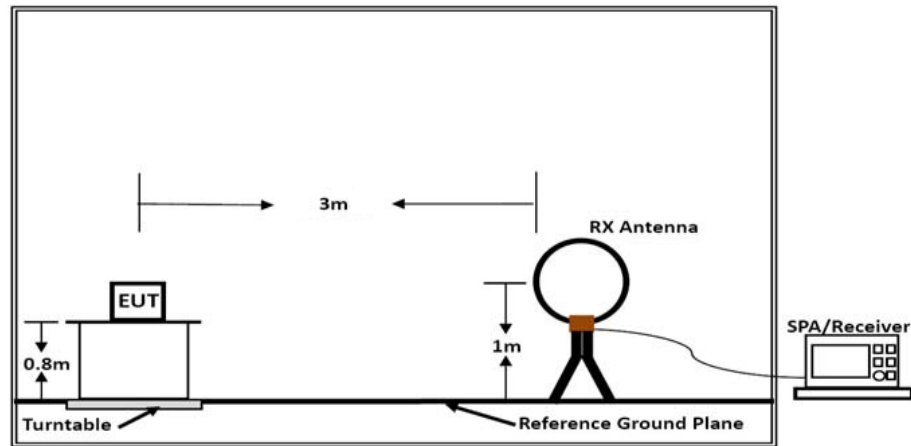 3m
RX Antenna
EUT
SPA/Receiver
0.8m
1m
Turntable
Reference Ground Plane